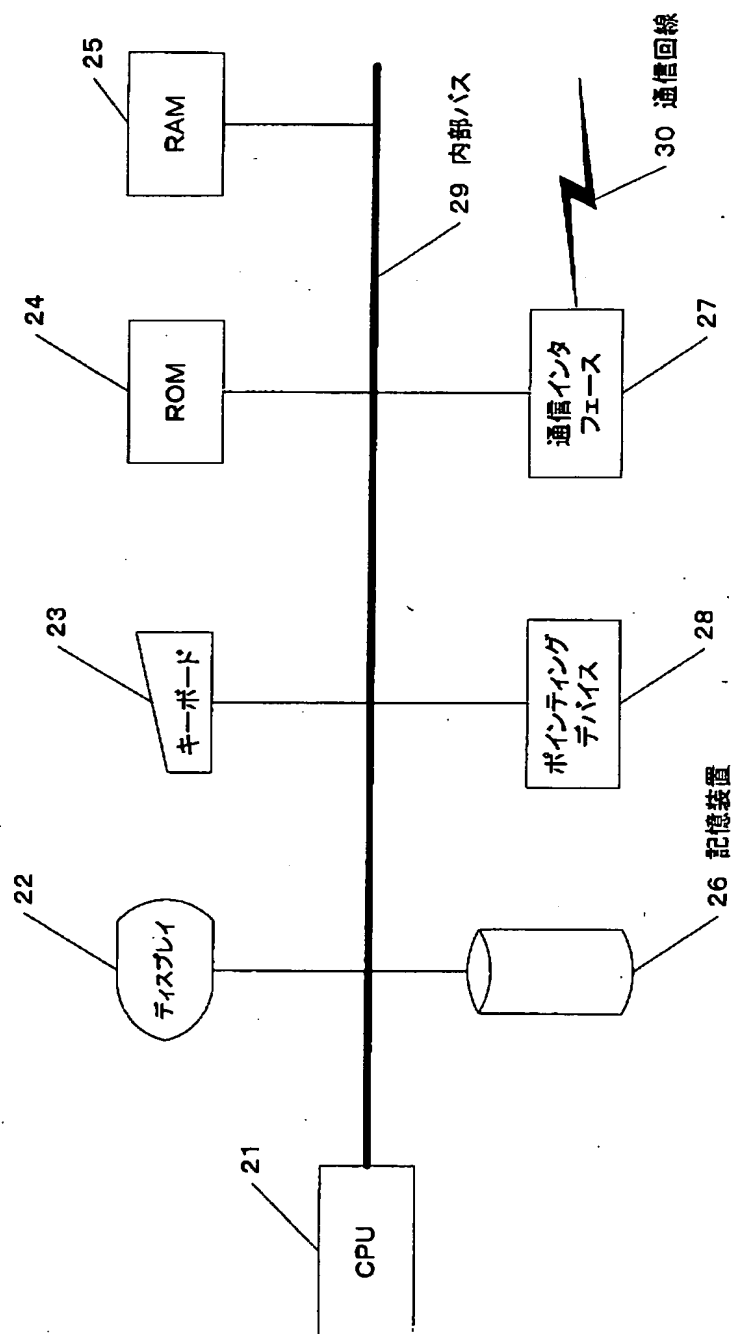 22
ディスプレイ
23
キーボード
24
ROM
25
RAM
21
CPU
29 内部バス
26 記憶装置
ポインティング
デバイス
28
通信インタ
フェース
27
30 通信回線